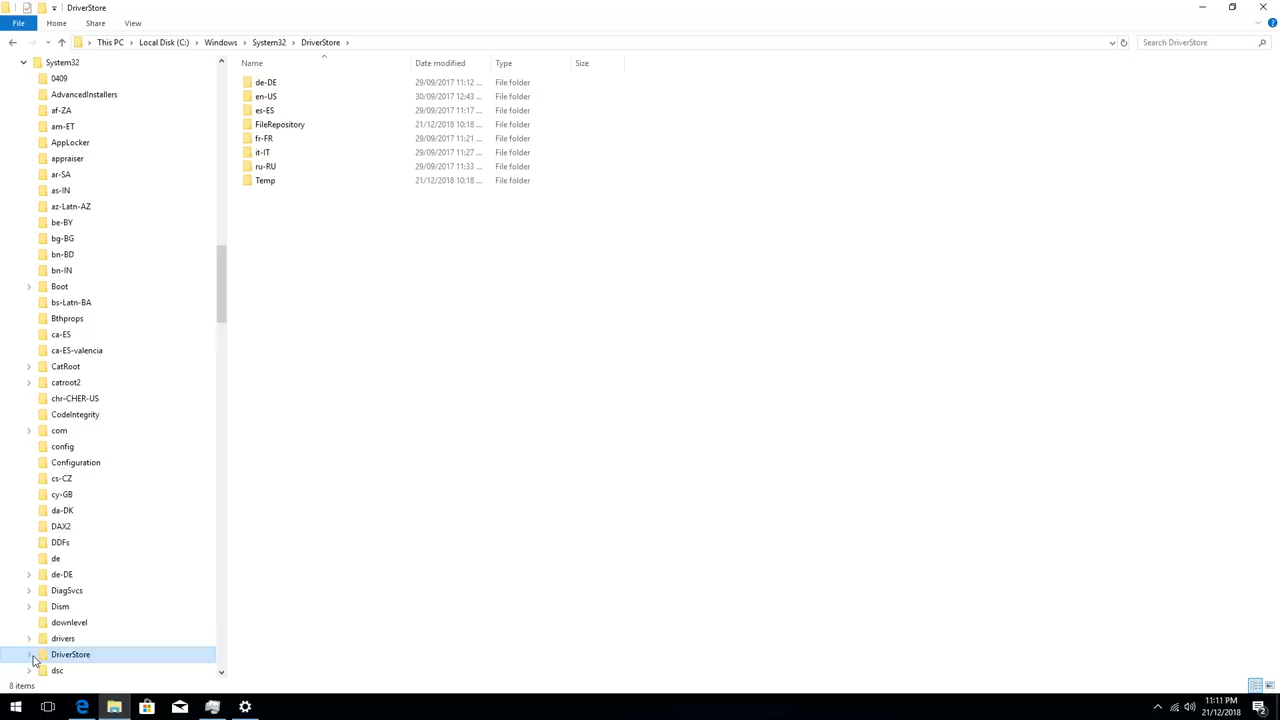 DriverStore
File Home Share View
This PC Local Disk (C:) Windows System32 DriverStore
Search DriverStore
System32
0409
AdvancedInstallers
af-ZA
am-ET
AppLocker
appraiser
ar-SA
as-IN
az-Latn-AZ
be-BY
bg-BG
bn-BD
bn-IN
Boot
bs-Latn-BA
Bthprops
ca-ES
ca-ES-valencia
CatRoot
catroot2
chr-CHER-US
CodeIntegrity
com
config
Configuration
cs-CZ
cy-GB
da-DK
DAX2
DDFs
de
de-DE
DiagSvcs
Dism
downlevel
drivers
DriverStore
dsc
Name Date modified Type Size
de-DE 29/09/2017 11:12 ... File folder
en-US 30/09/2017 12:43 ... File folder
es-ES 29/09/2017 11:17 ... File folder
FileRepository 21/12/2018 10:18 ... File folder
fr-FR 29/09/2017 11:21 ... File folder
it-IT 29/09/2017 11:27 ... File folder
ru-RU 29/09/2017 11:33 ... File folder
Temp 21/12/2018 10:18 ... File folder
8 items
11:11 PM
21/12/2018
2